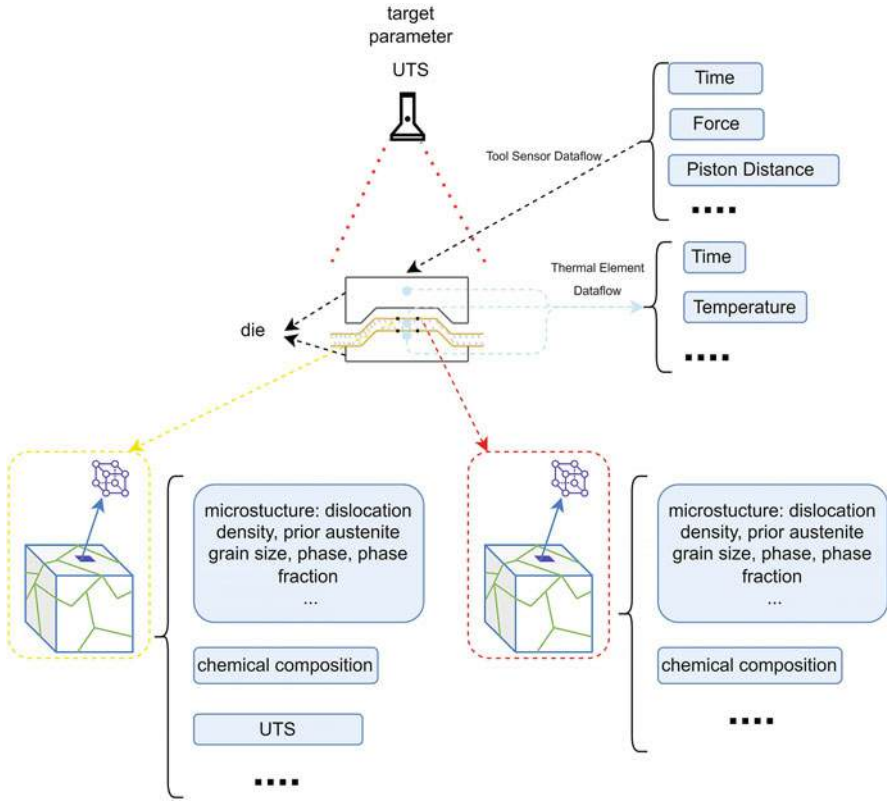 target
parameter
UTS
Time
Force
Tool Sensor Dataflow
Piston Distance
Thermal Element
Dataflow
Time
Temperature
die
microstucture: dislocation
density, prior austenite
grain size, phase, phase
fraction
...
chemical composition
UTS
microstucture: dislocation
density, prior austenite
grain size, phase, phase
fraction
...
chemical composition